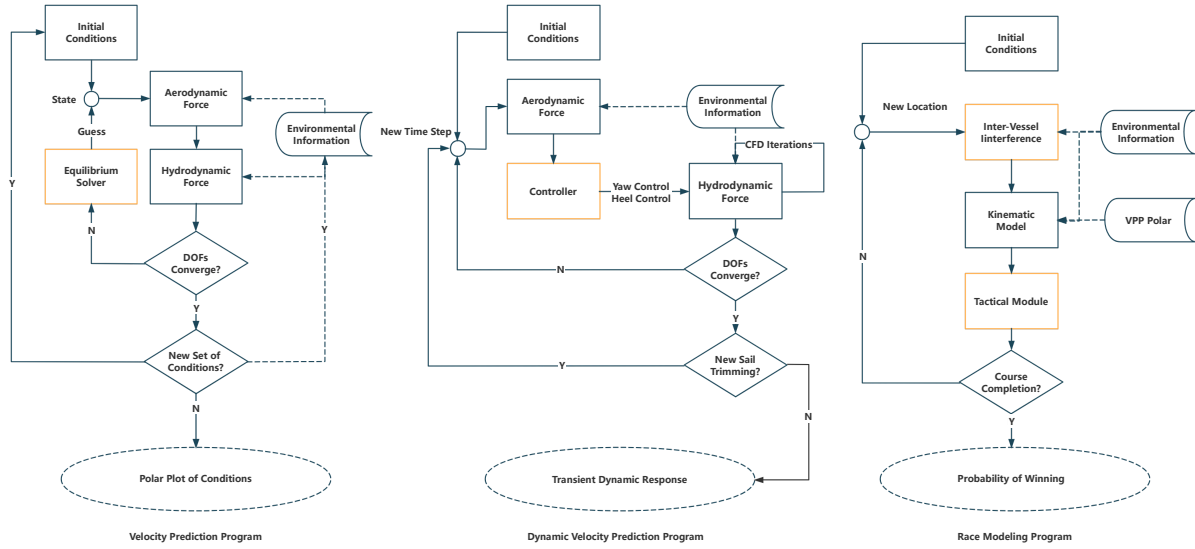 Initial
Conditions
State
Aerodynamic
Force
Guess
Environmental
Information
Equilibrium
Solver
Hydrodynamic
Force
Y
N
Y
DOFs
Converge?
Y
New Set of
Conditions?
N
Polar Plot of Conditions
Velocity Prediction Program
Initial
Conditions
New Time Step
Aerodynamic
Force
Environmental
Information
CFD Iterations
Controller
Yaw Control
Heel Control
Hydrodynamic
Force
N
DOFs
Converge?
Y
Y
New Sail
Trimming?
N
Transient Dynamic Response
Dynamic Velocity Prediction Program
Initial
Conditions
New Location
Inter-Vessel
Iinterference
Environmental
Information
Kinematic
Model
VPP Polar
N
Tactical Module
Course
Completion?
Y
Probability of Winning
Race Modeling Program